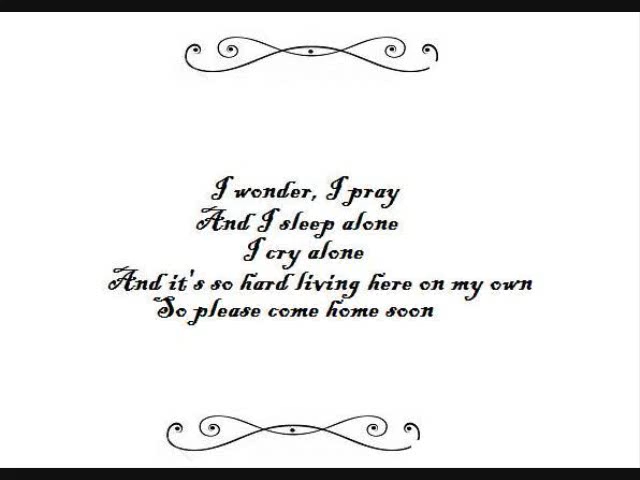 I wonder, I pray
And I sleep alone
I cry alone
And it's so hard living here on my own
So please come home soon